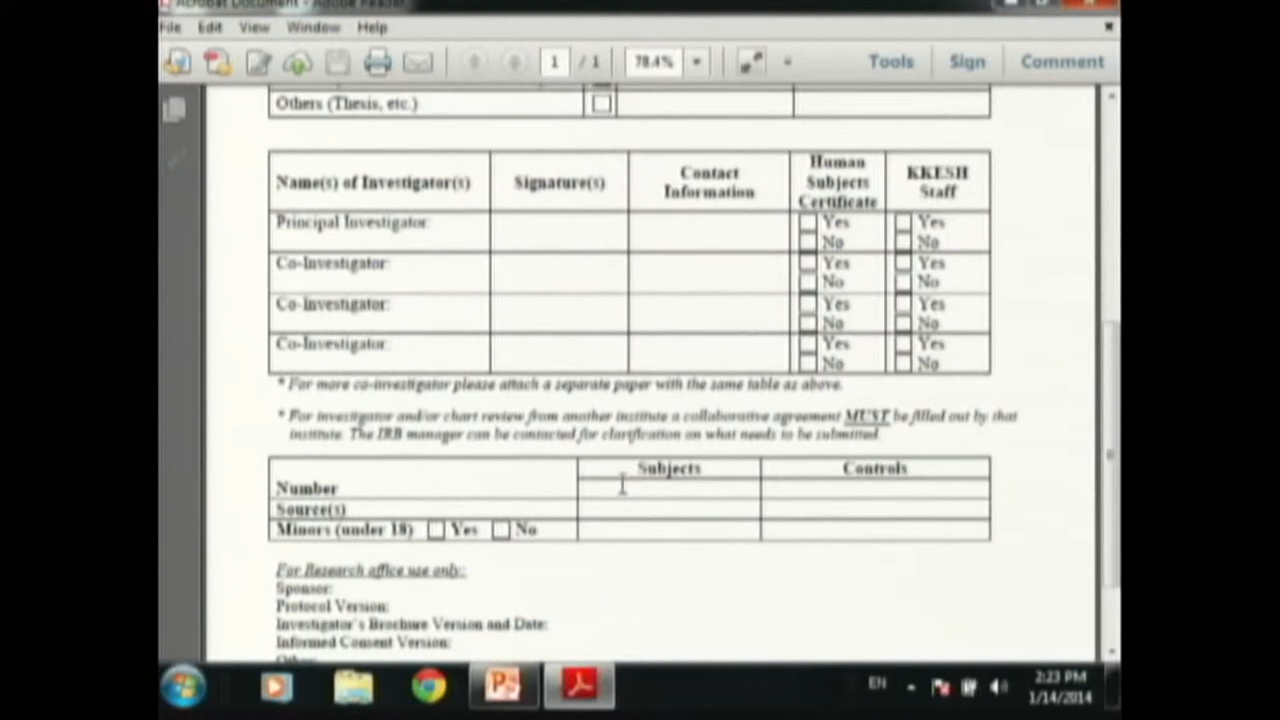 Acrobat Document - Adobe Reader
File Edit View Window Help
1 / 1 78.4% Tools Sign Comment
Others (Thesis, etc.)
Name(s) of Investigator(s) Signature(s) Contact Information Human Subjects Certificate KKESH Staff
Principal Investigator: Yes Yes
No No
Co-Investigator: Yes Yes
No No
Co-Investigator: Yes Yes
No No
Co-Investigator: Yes Yes
No No
* For more co-investigator please attach a separate paper with the same table as above.
* For investigator and/or chart review from another institute a collaborative agreement MUST be filled out by that
institute. The IRB manager can be contacted for clarification on what needs to be submitted
Subjects Controls
Number
Source(s)
Minors (under 18) Yes No
For Research office use only:
Sponsor:
Protocol Version:
Investigator's Brochure Version and Date:
Informed Consent Version:
Other:
EN 2:23 PM
1/14/2014